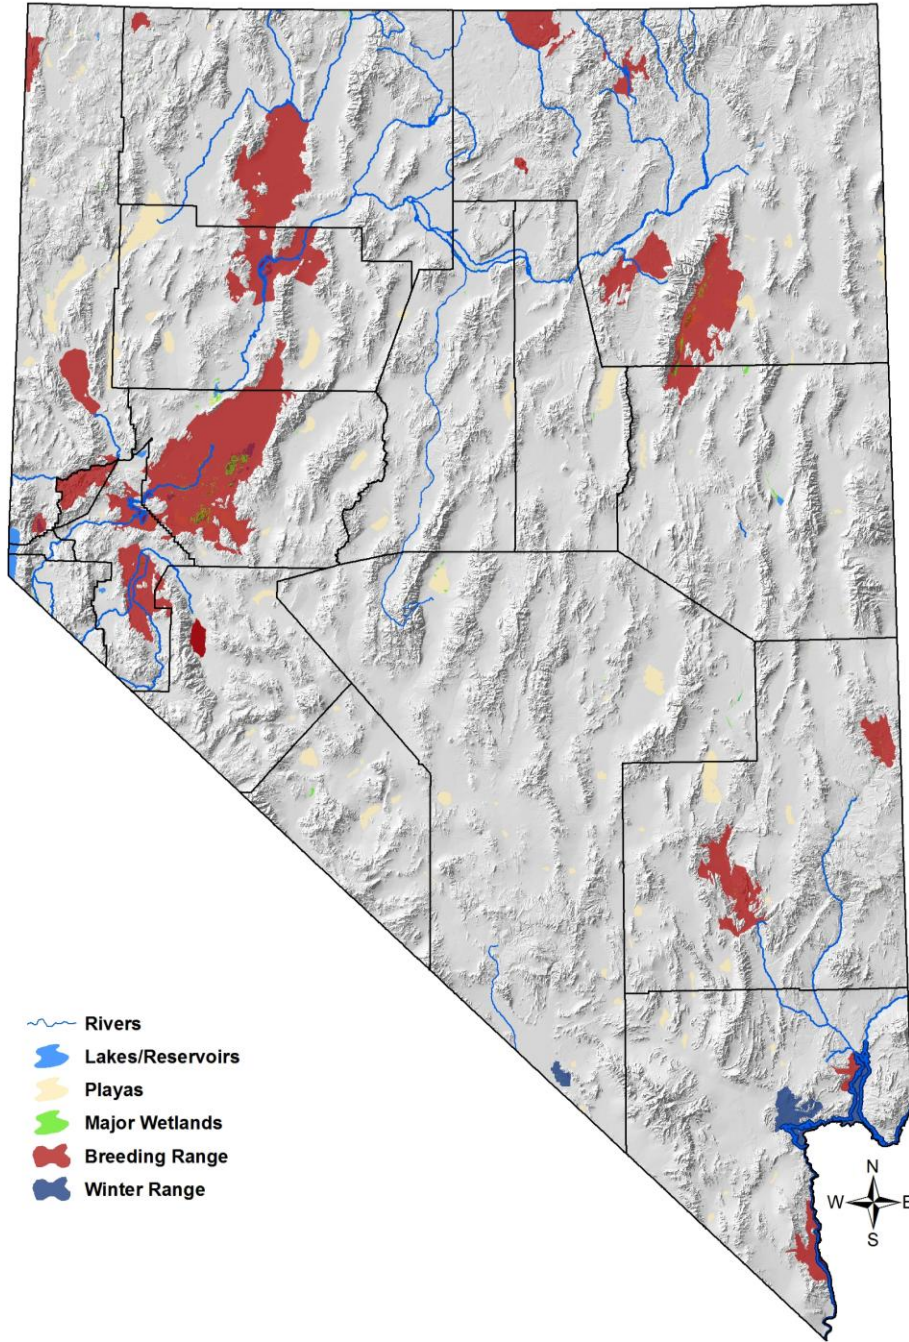 Rivers
Lakes/Reservoirs
Playas
Major Wetlands
Breeding Range
Winter Range
N
W E
S